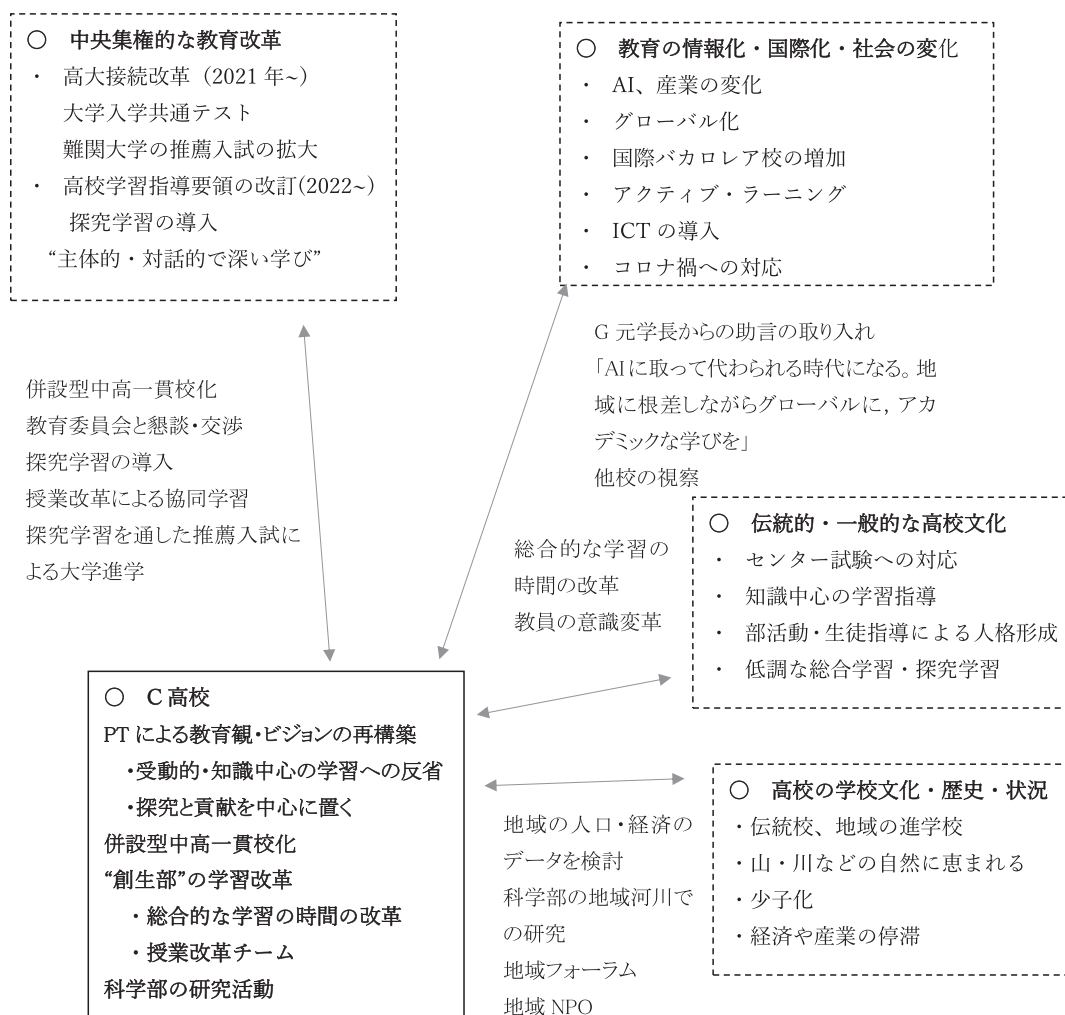 ○　中央集権的な教育改革
・　高大接続改革（2021 年~）
大学入学共通テスト
難関大学の推薦入試の拡大
・　高校学習指導要領の改訂(2022~)
探究学習の導入
“主体的・対話的で深い学び”
○　教育の情報化・国際化・社会の変化
・　AI、産業の変化
・　グローバル化
・　国際バカロレア校の増加
・　アクティブ・ラーニング
・　ICT の導入
・　コロナ禍への対応
G 元学長からの助言の取り入れ
「AIに取って代わられる時代になる。地
域に根差しながらグローバルに, アカ
デミックな学びを」
他校の視察
併設型中高一貫校化
教育委員会と懇談・交渉
探究学習の導入
授業改革による協同学習
探究学習を通した推薦入試に
よる大学進学
総合的な学習の
時間の改革
教員の意識変革
○　伝統的・一般的な高校文化
・　センター試験への対応
・　知識中心の学習指導
・　部活動・生徒指導による人格形成
・　低調な総合学習・探究学習
○　C 高校
PT による教育観・ビジョンの再構築
・受動的・知識中心の学習への反省
・探究と貢献を中心に置く
併設型中高一貫校化
“創生部”の学習改革
・総合的な学習の時間の改革
・授業改革チーム
科学部の研究活動
地域の人口・経済の
データを検討
科学部の地域河川で
の研究
地域フォーラム
地域 NPO
○　高校の学校文化・歴史・状況
・伝統校、地域の進学校
・山・川などの自然に恵まれる
・少子化
・経済や産業の停滞